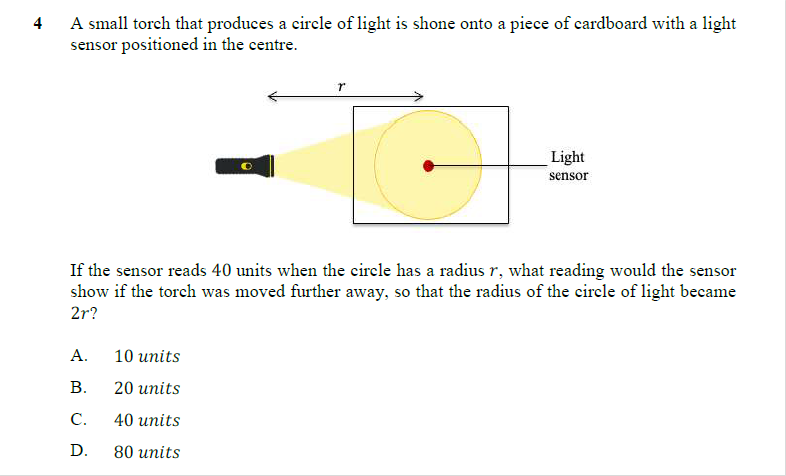 4 A small torch that produces a circle of light is shone onto a piece of cardboard with a light
sensor positioned in the centre.
r
Light
sensor
If the sensor reads 40 units when the circle has a radius r, what reading would the sensor
show if the torch was moved further away, so that the radius of the circle of light became
2r?
A. 10 units
B. 20 units
C. 40 units
D. 80 units